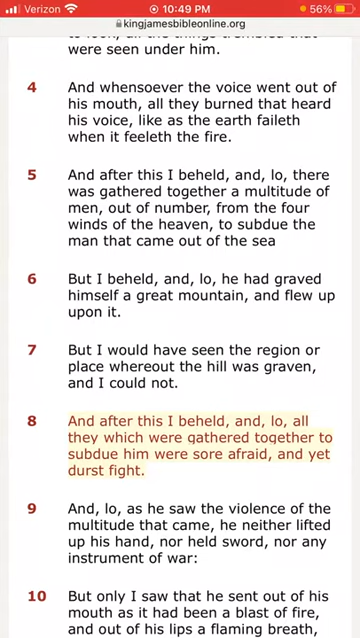 Verizon 10:49 PM 56%
kingjamesbibleonline.org
were seen under him.
4 And whensoever the voice went out of
his mouth, all they burned that heard
his voice, like as the earth faileth
when it feeleth the fire.
5 And after this I beheld, and, lo, there
was gathered together a multitude of
men, out of number, from the four
winds of the heaven, to subdue the
man that came out of the sea
6 But I beheld, and, lo, he had graved
himself a great mountain, and flew up
upon it.
7 But I would have seen the region or
place whereout the hill was graven,
and I could not.
8 And after this I beheld, and, lo, all
they which were gathered together to
subdue him were sore afraid, and yet
durst fight.
9 And, lo, as he saw the violence of the
multitude that came, he neither lifted
up his hand, nor held sword, nor any
instrument of war:
10 But only I saw that he sent out of his
mouth as it had been a blast of fire,
and out of his lips a flaming breath,